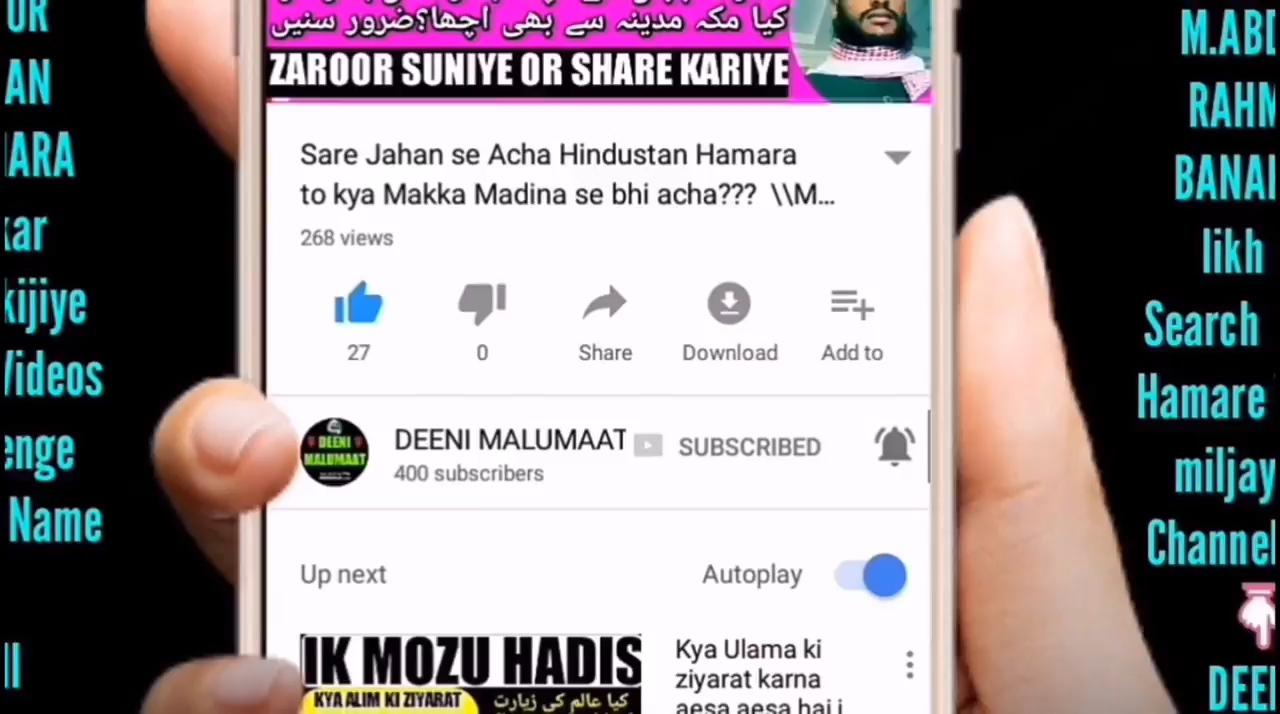 کیا مکہ مدینہ سے بھی اچھا؟ضرور سنیں
ZAROOR SUNIYE OR SHARE KARIYE
Sare Jahan se Acha Hindustan Hamara
to kya Makka Madina se bhi acha??? \\M...
268 views
27
0
Share
Download
Add to
DEENI MALUMAAT
DEENI MALUMAAT
SUBSCRIBED
400 subscribers
Up next
Autoplay
IK MOZU HADIS
KYA ALIM KI ZIYARAT
کیا عالم کی زیارت
Kya Ulama ki
ziyarat karna
aesa aesa hai j
OR
AN
ARA
kar
kijiye
Videos
enge
Name
M.ABD
RAHM
BANAR
likh
Search
Hamare
miljay
Channel
DEEN